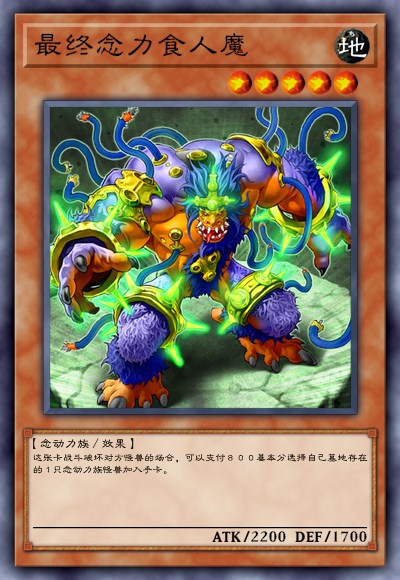 最终念力食人魔
地
【念动力族／效果】
这张卡战斗破坏对方怪兽的场合，可以支付８００基本分选择自己墓地存在
的１只念动力族怪兽加入手卡。
ATK/2200 DEF/1700